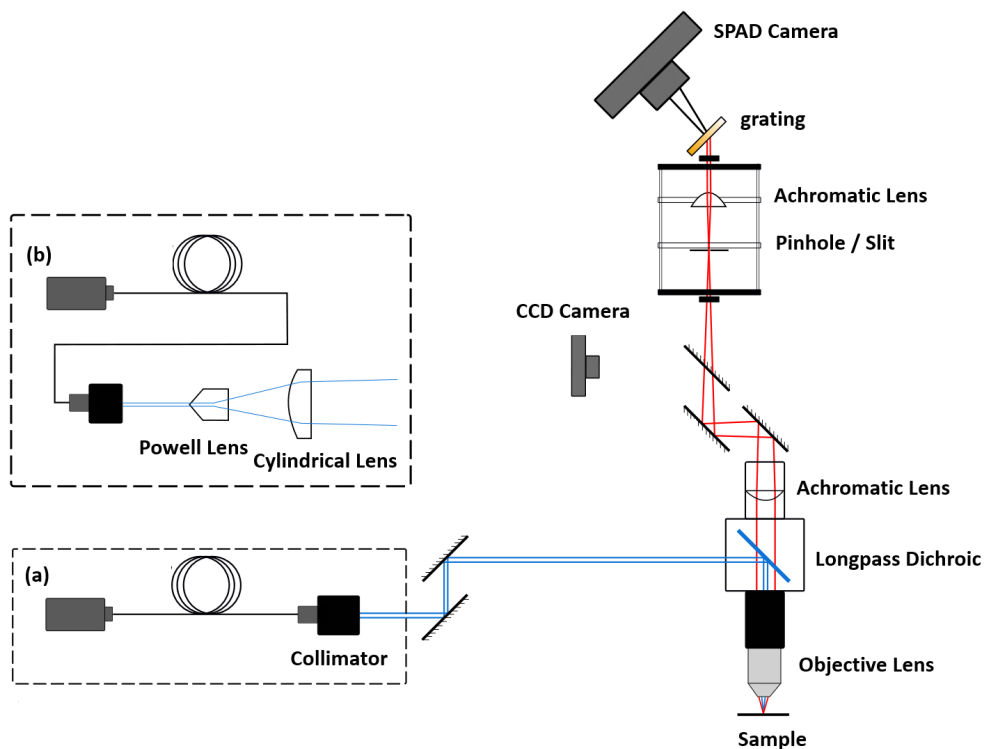 SPAD Camera
grating
Achromatic Lens
Pinhole / Slit
(b)
CCD Camera
Powell Lens
Cylindrical Lens
Achromatic Lens
Longpass Dichroic
(a)
Collimator
Objective Lens
Sample